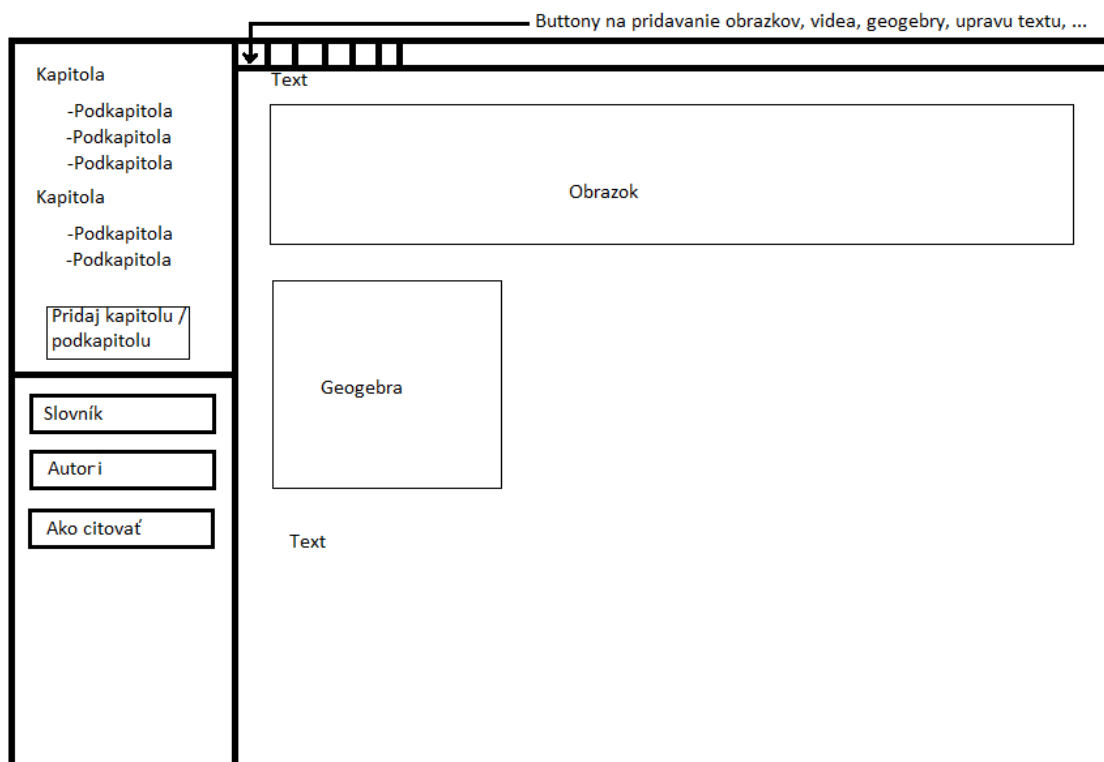 Buttony na pridavanie obrazkov, videa, geogebry, upravu textu, ...
Kapitola
-Podkapitola
-Podkapitola
-Podkapitola
Kapitola
-Podkapitola
-Podkapitola
Pridaj kapitolu /
podkapitolu
Slovník
Autori
Ako citovať
Text
Obrazok
Geogebra
Text